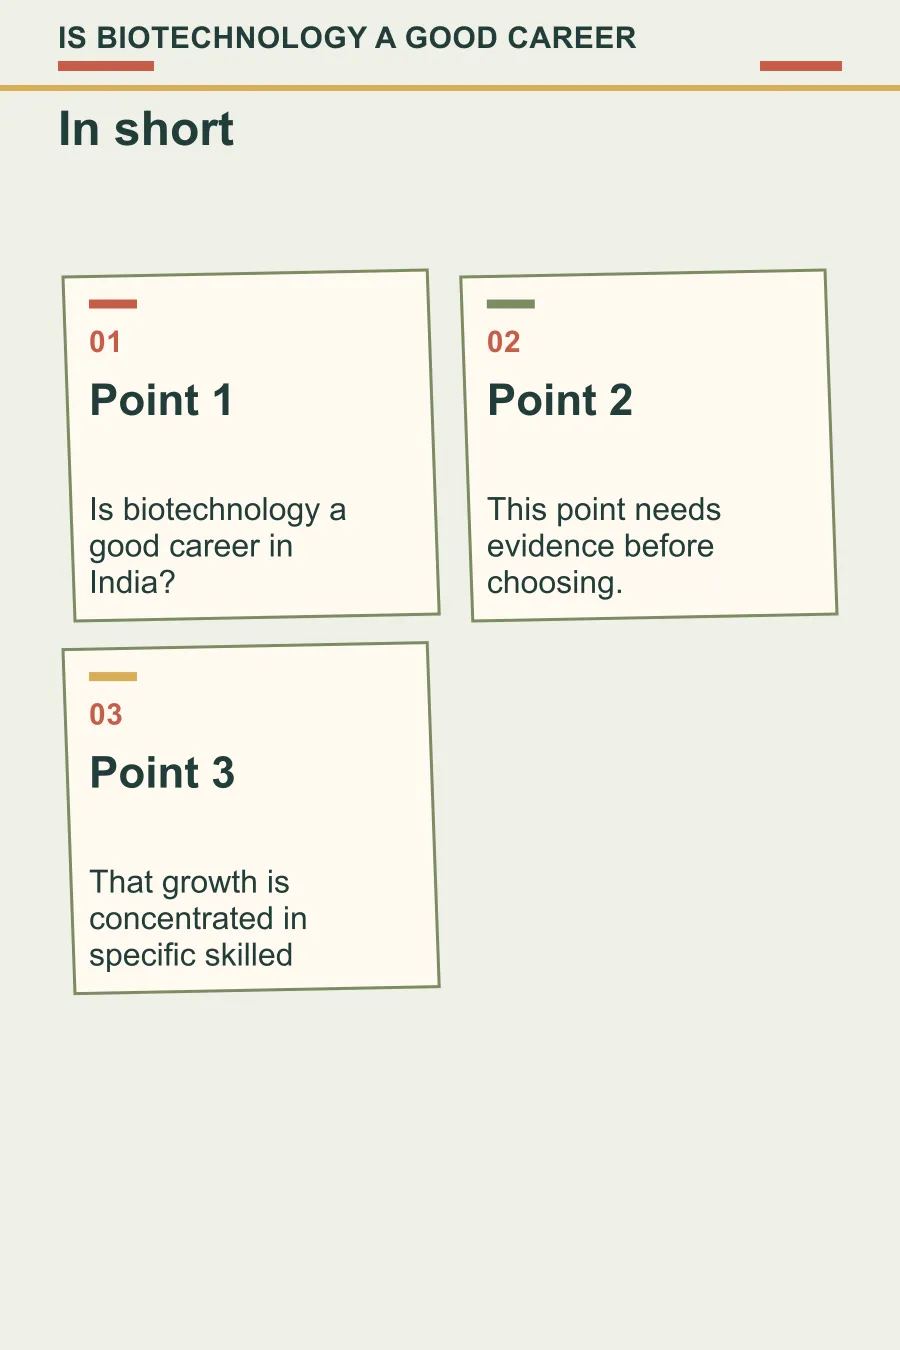 IS BIOTECHNOLOGY A GOOD CAREER
In short
01
Point 1
Is biotechnology a
good career in
India?
02
Point 2
This point needs
evidence before
choosing.
03
Point 3
That growth is
concentrated in
specific skilled